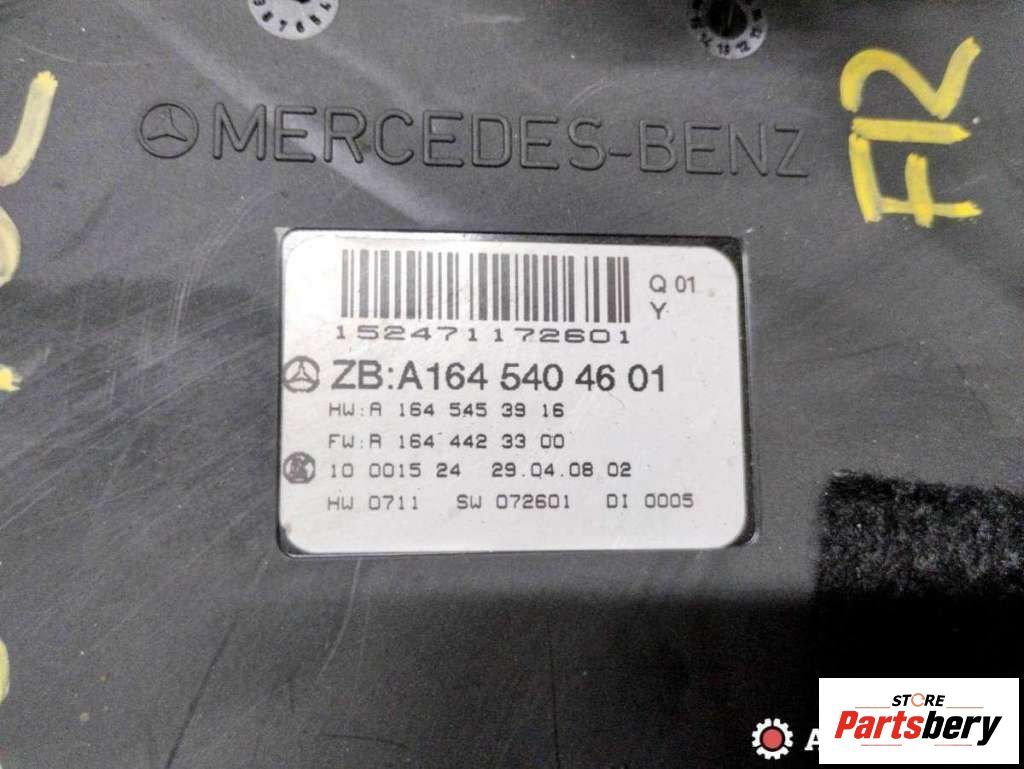 MERCEDES-BENZ
F12
Q 01
Y
152471172601
ZB:A164 540 46 01
HW:A 164 545 39 16
FW:A 164 442 33 00
10 0015 24 29.04.08 02
HW 0711 SW 072601 DI 0005
STORE
Partsbery